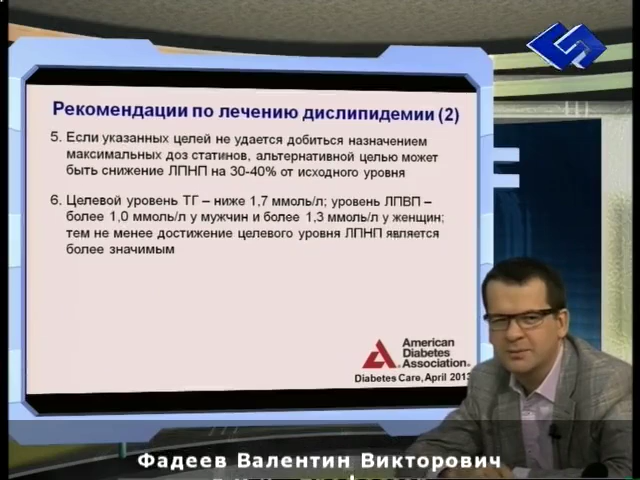 Рекомендации по лечению дислипидемии (2)
5. Если указанных целей не удается добиться назначением
максимальных доз статинов, альтернативной целью может
быть снижение ЛПНП на 30-40% от исходного уровня
6. Целевой уровень ТГ – ниже 1,7 ммоль/л; уровень ЛПВП –
более 1,0 ммоль/л у мужчин и более 1,3 ммоль/л у женщин;
тем не менее достижение целевого уровня ЛПНП является
более значимым
American
Diabetes
Association.
Diabetes Care, April 2013
Фадеев Валентин Викторович